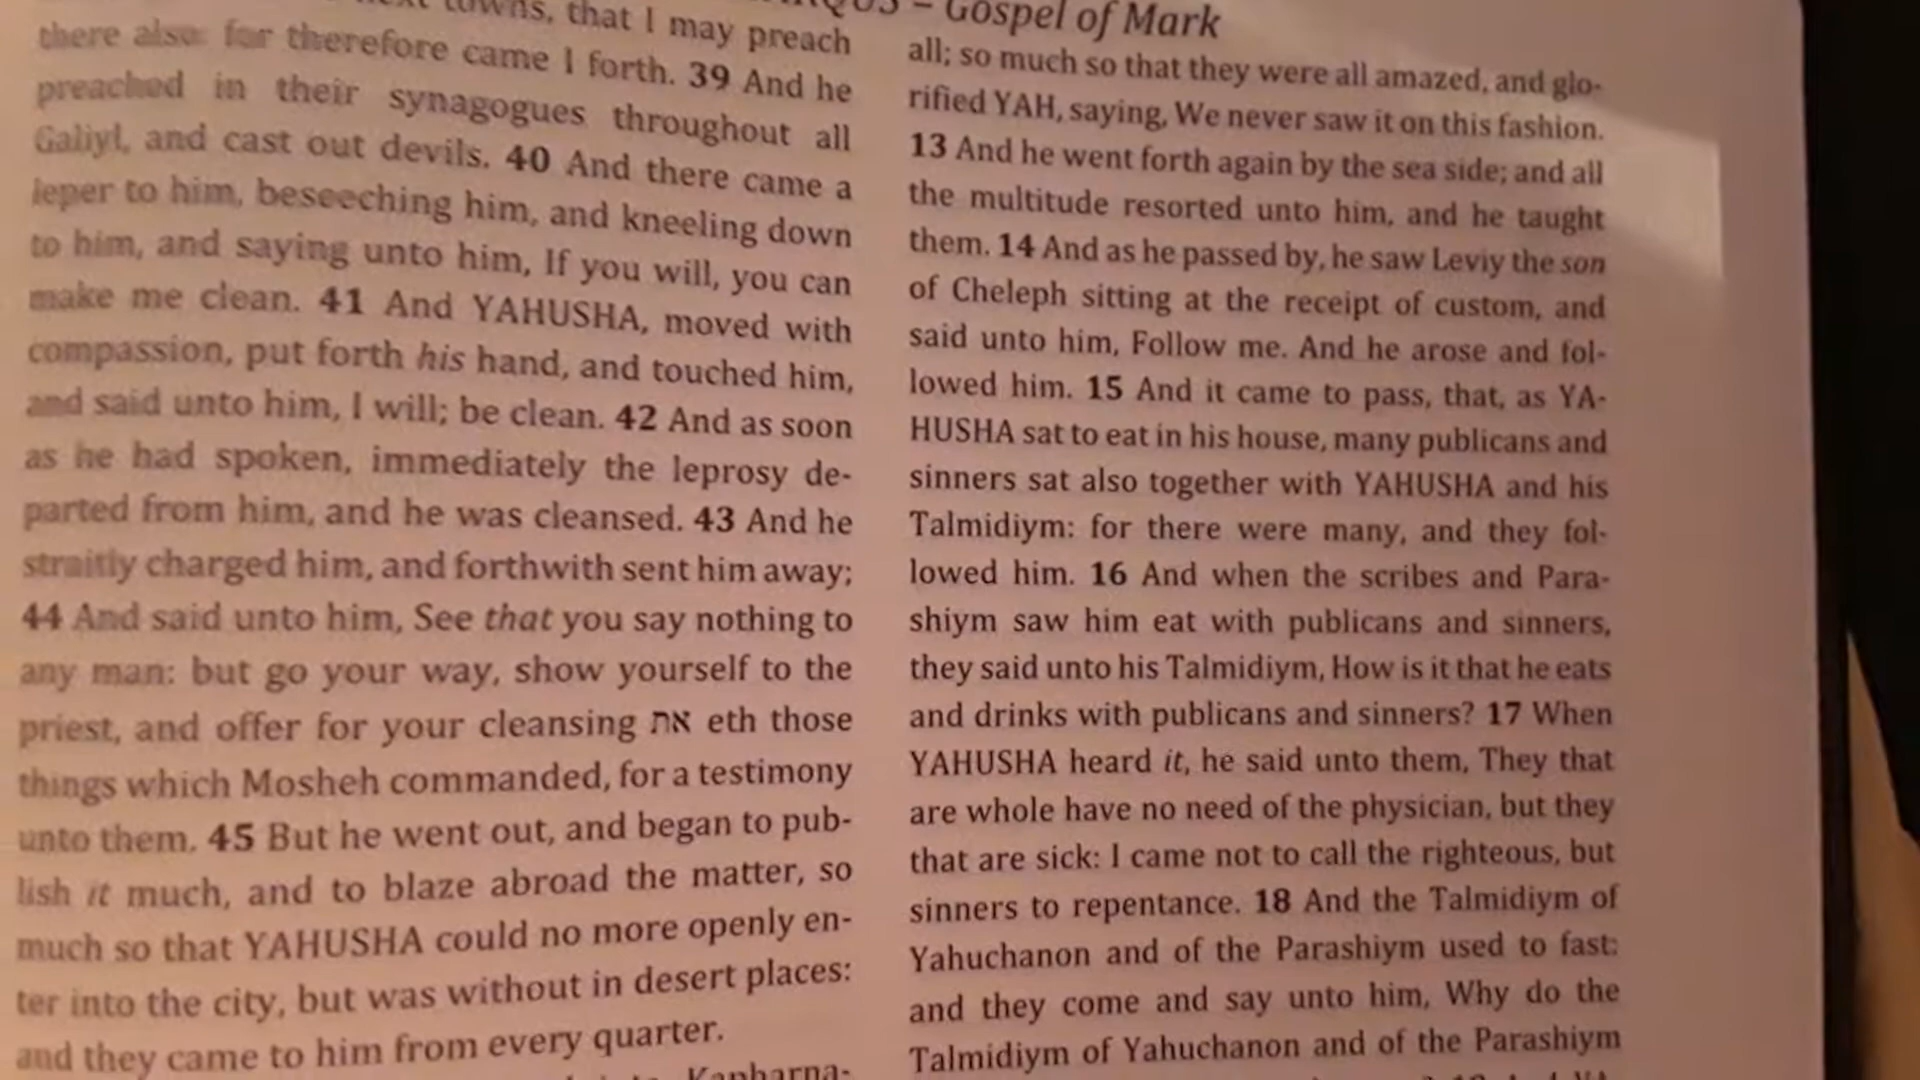 – Gospel of Mark
towns, that I may preach
there also: for therefore came I forth. 39 And he
preached in their synagogues throughout all
Galiyl, and cast out devils. 40 And there came a
leper to him, beseeching him, and kneeling down
to him, and saying unto him, If you will, you can
make me clean. 41 And YAHUSHA, moved with
compassion, put forth his hand, and touched him,
and said unto him, I will; be clean. 42 And as soon
as he had spoken, immediately the leprosy de-
parted from him, and he was cleansed. 43 And he
straitly charged him, and forthwith sent him away;
44 And said unto him, See that you say nothing to
any man: but go your way, show yourself to the
priest, and offer for your cleansing את eth those
things which Mosheh commanded, for a testimony
unto them. 45 But he went out, and began to pub-
lish it much, and to blaze abroad the matter, so
much so that YAHUSHA could no more openly en-
ter into the city, but was without in desert places:
and they came to him from every quarter.
all; so much so that they were all amazed, and glo-
rified YAH, saying, We never saw it on this fashion.
13 And he went forth again by the sea side; and all
the multitude resorted unto him, and he taught
them. 14 And as he passed by, he saw Leviy the son
of Cheleph sitting at the receipt of custom, and
said unto him, Follow me. And he arose and fol-
lowed him. 15 And it came to pass, that, as YA-
HUSHA sat to eat in his house, many publicans and
sinners sat also together with YAHUSHA and his
Talmidiym: for there were many, and they fol-
lowed him. 16 And when the scribes and Para-
shiym saw him eat with publicans and sinners,
they said unto his Talmidiym, How is it that he eats
and drinks with publicans and sinners? 17 When
YAHUSHA heard it, he said unto them, They that
are whole have no need of the physician, but they
that are sick: I came not to call the righteous, but
sinners to repentance. 18 And the Talmidiym of
Yahuchanon and of the Parashiym used to fast:
and they come and say unto him, Why do the
Talmidiym of Yahuchanon and of the Parashiym